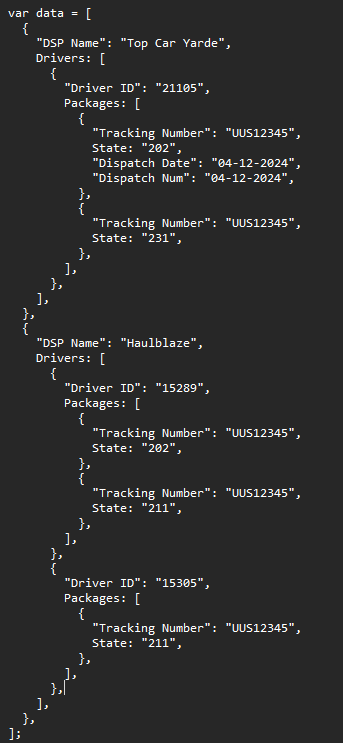 var data = [
  {
    "DSP Name": "Top Car Yarde",
    Drivers: [
      {
        "Driver ID": "21105",
        Packages: [
          {
            "Tracking Number": "UUS12345",
            State: "202",
            "Dispatch Date": "04-12-2024",
            "Dispatch Num": "04-12-2024",
          },
          {
            "Tracking Number": "UUS12345",
            State: "231",
          },
        ],
      },
    ],
  },
  {
    "DSP Name": "Haulblaze",
    Drivers: [
      {
        "Driver ID": "15289",
        Packages: [
          {
            "Tracking Number": "UUS12345",
            State: "202",
          },
          {
            "Tracking Number": "UUS12345",
            State: "211",
          },
        ],
      },
      {
        "Driver ID": "15305",
        Packages: [
          {
            "Tracking Number": "UUS12345",
            State: "211",
          },
        ],
      },
    ],
  },
];